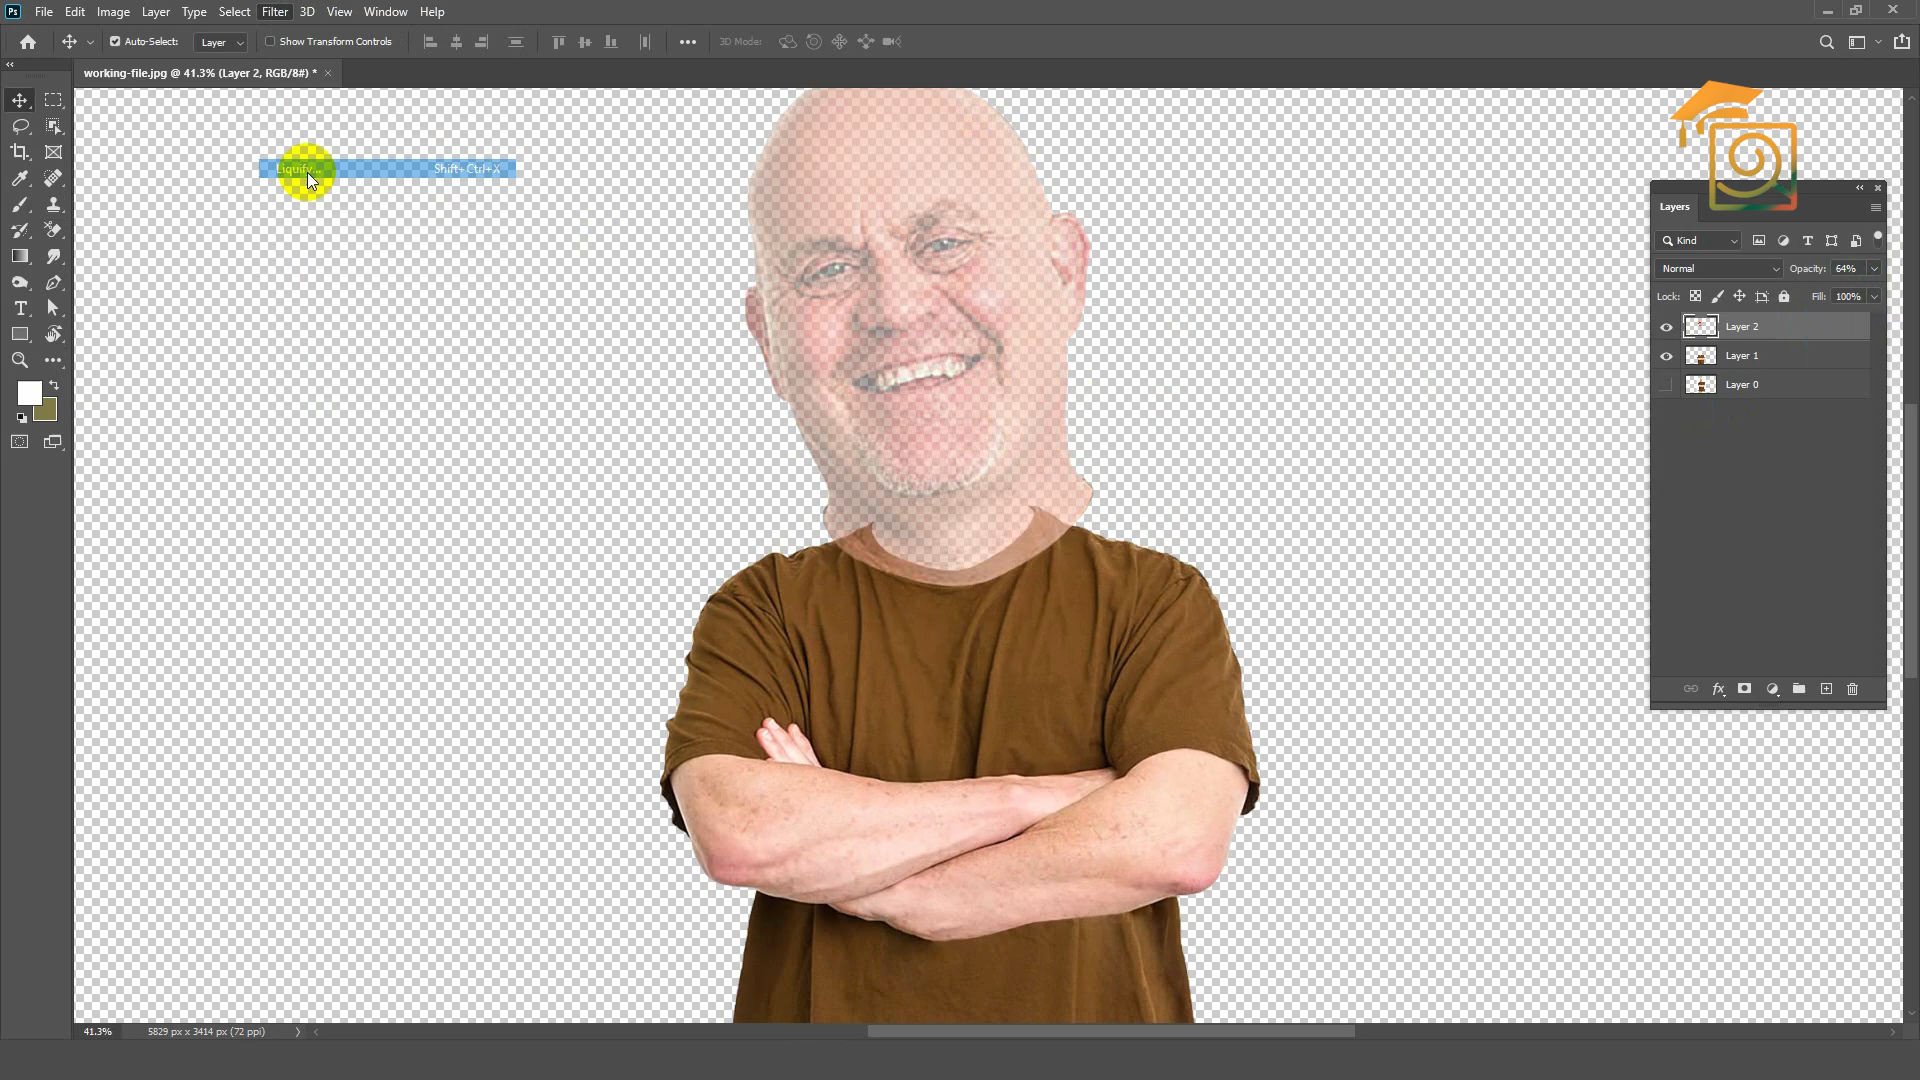 Ps File Edit Image Layer Type Select Filter 3D View Window Help
Auto-Select: Layer Show Transform Controls 3D Mode:
working-file.jpg @ 41.3% (Layer 2, RGB/8#) * ×
Liquify... Shift+Ctrl+X
Layers
Kind
Normal Opacity: 64%
Lock: Fill: 100%
Layer 2
Layer 1
Layer 0
fx
41.3% 5829 px x 3414 px (72 ppi)